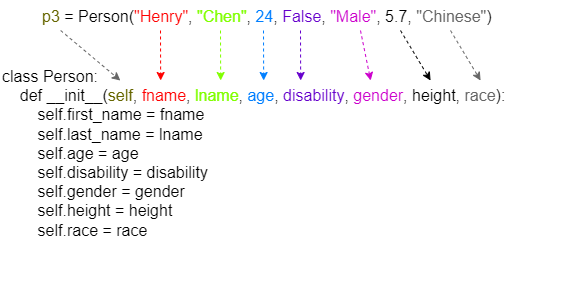 p3 = Person("Henry", "Chen", 24, False, "Male", 5.7, "Chinese")
class Person:
def __init__(self, fname, lname, age, disability, gender, height, race):
self.first_name = fname
self.last_name = lname
self.age = age
self.disability = disability
self.gender = gender
self.height = height
self.race = race